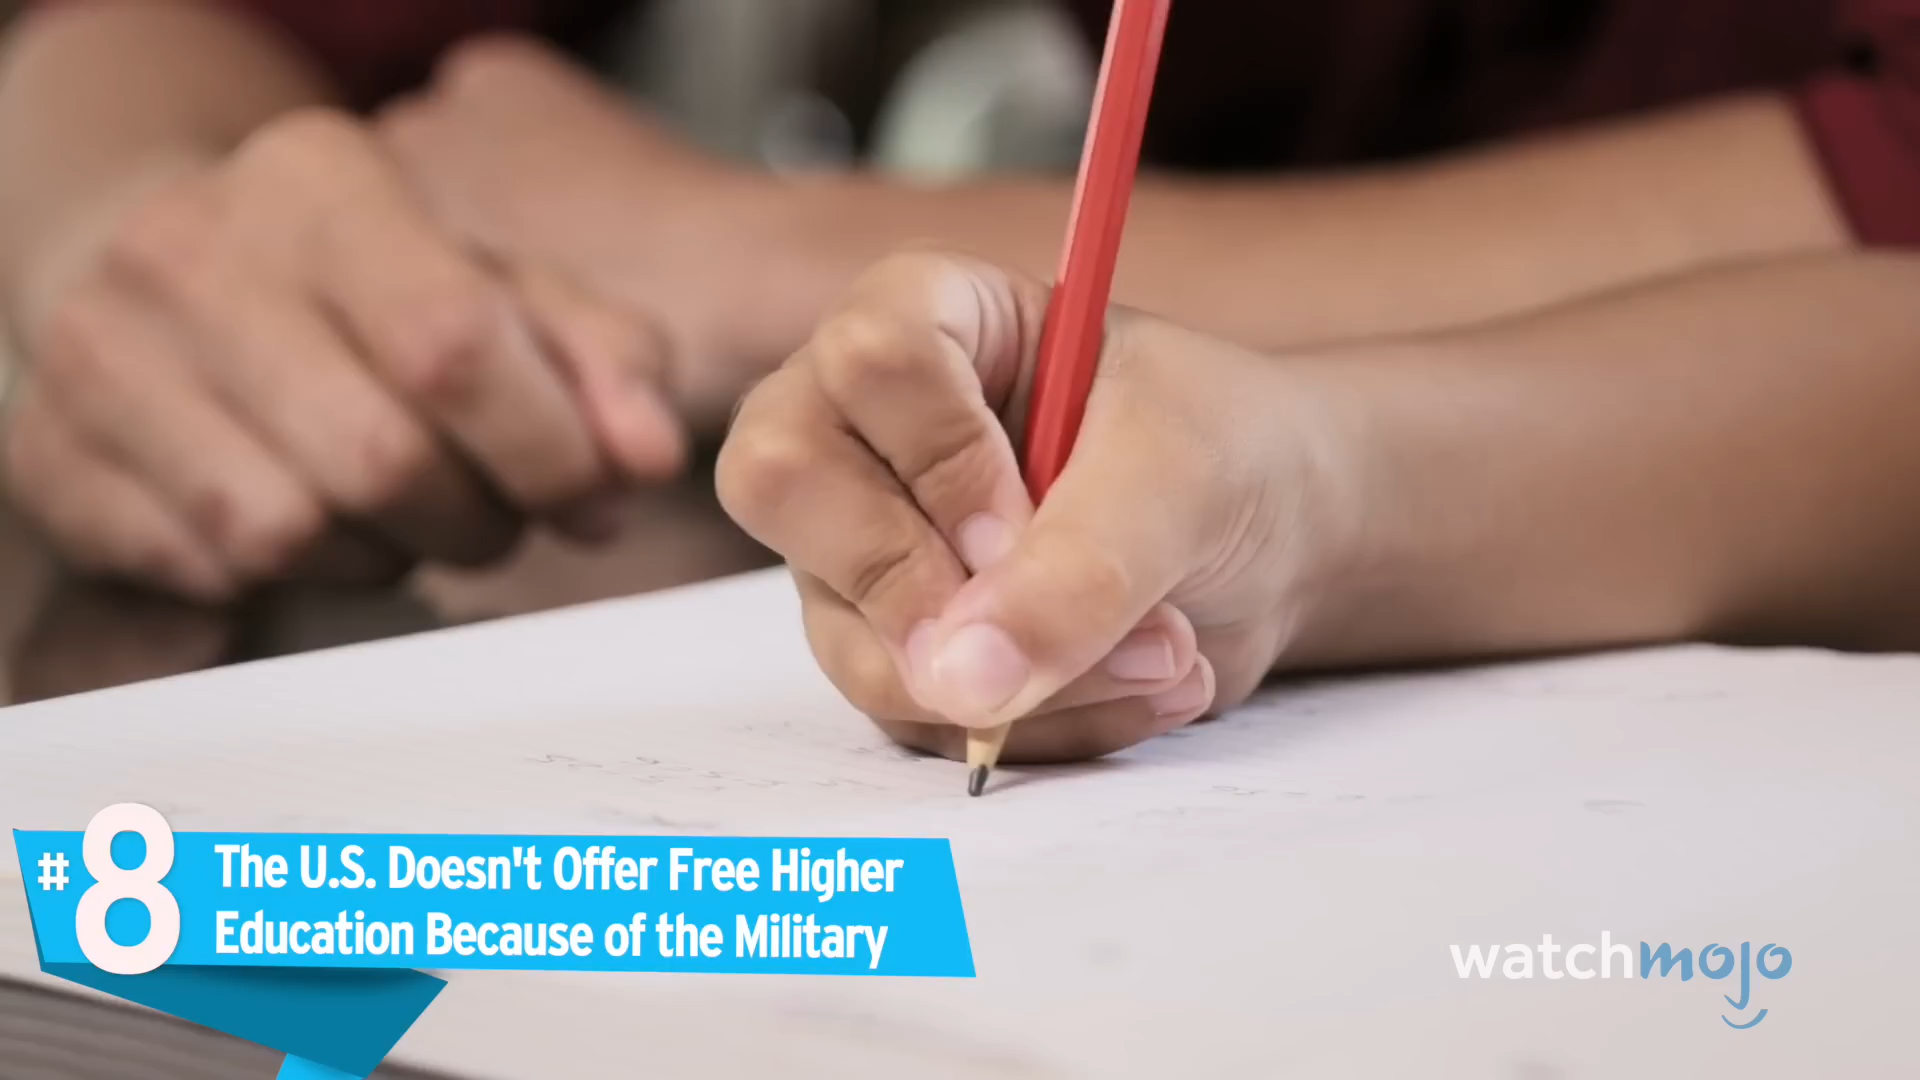 #8
The U.S. Doesn't Offer Free Higher
Education Because of the Military
watchmojo